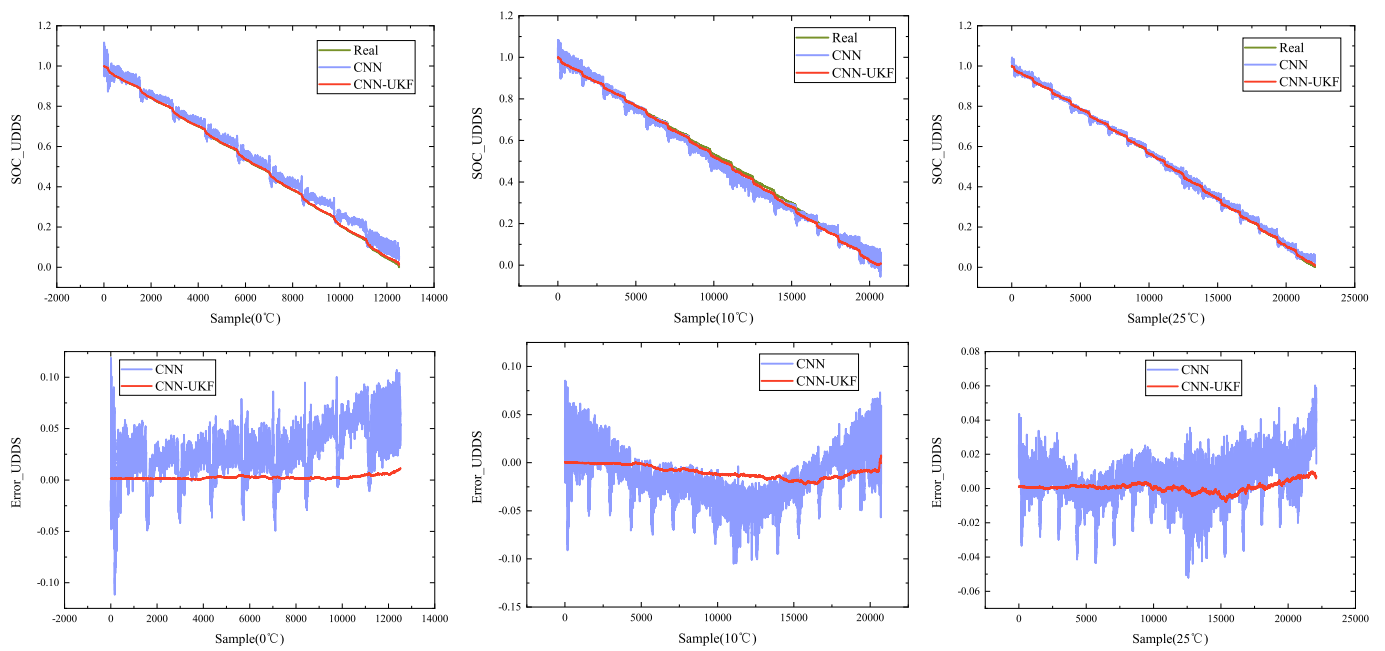 SOC_UDDS
1.2
1.0
0.8
0.6
0.4
0.2
0.0
Real
CNN
CNN-UKF
-2000 0 2000 4000 6000 8000 10000 12000 14000
Sample(0℃)
SOC_UDDS
1.2
1.0
0.8
0.6
0.4
0.2
0.0
Real
CNN
CNN-UKF
0 5000 10000 15000 20000
Sample(10℃)
SOC_UDDS
1.2
1.0
0.8
0.6
0.4
0.2
0.0
Real
CNN
CNN-UKF
0 5000 10000 15000 20000 25000
Sample(25℃)
Error_UDDS
0.10
0.05
0.00
-0.05
-0.10
CNN
CNN-UKF
-2000 0 2000 4000 6000 8000 10000 12000 14000
Sample(0℃)
Error_UDDS
0.10
0.05
0.00
-0.05
-0.10
-0.15
CNN
CNN-UKF
0 5000 10000 15000 20000
Sample(10℃)
Error_UDDS
0.08
0.06
0.04
0.02
0.00
-0.02
-0.04
-0.06
CNN
CNN-UKF
0 5000 10000 15000 20000 25000
Sample(25℃)